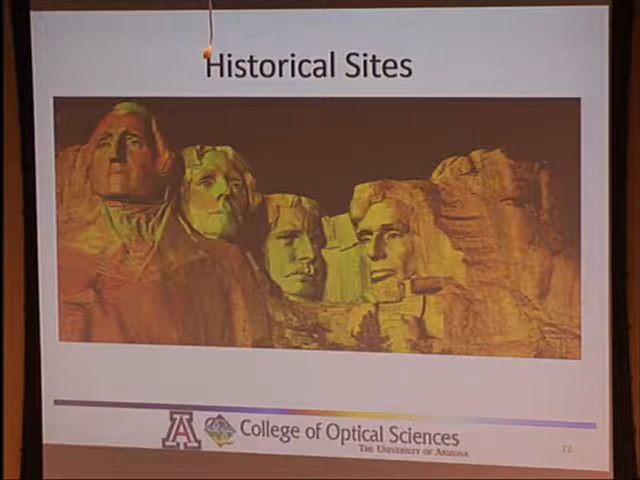 Historical Sites
A
College of Optical Sciences
THE UNIVERSITY OF ARIZONA